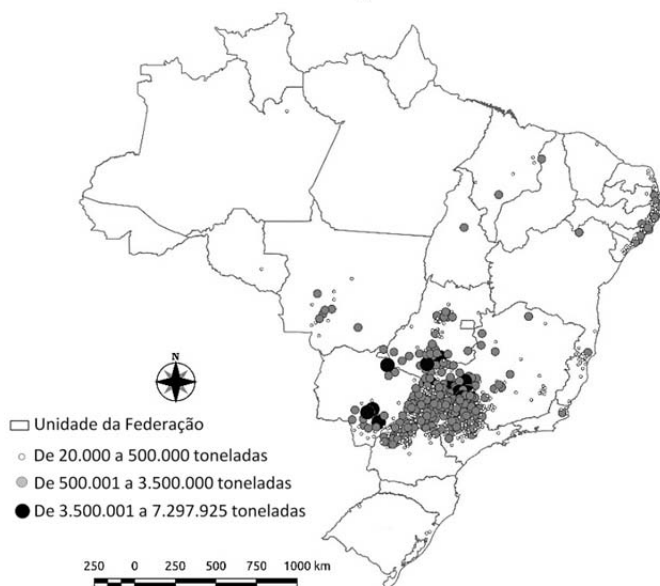 N
Unidade da Federação
De 20.000 a 500.000 toneladas
De 500.001 a 3.500.000 toneladas
De 3.500.001 a 7.297.925 toneladas
250 0 250 500 750 1000 km